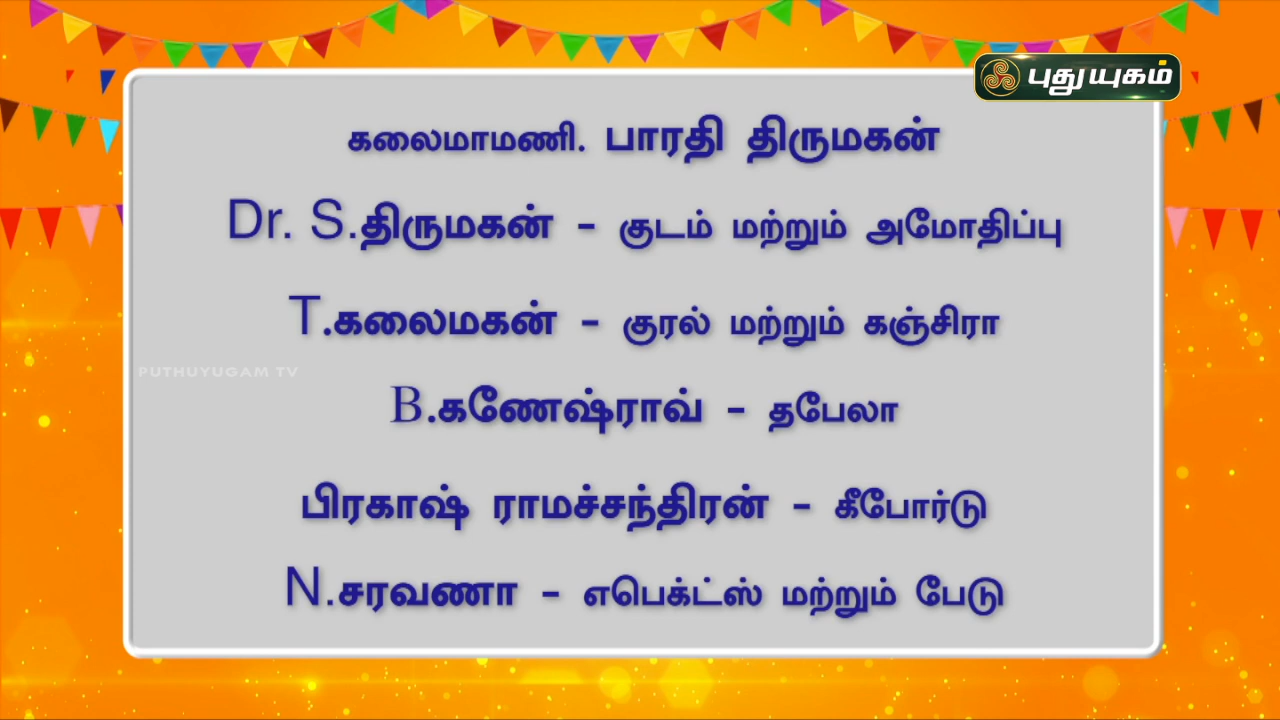 புதுயுகம்
கலைமாமணி. பாரதி திருமகன்
Dr. S.திருமகன் - குடம் மற்றும் அமோதிப்பு
T.கலைமகன் - குரல் மற்றும் கஞ்சிரா
PUTHUYUGAM TV
B.கணேஷ்ராவ் - தபேலா
பிரகாஷ் ராமச்சந்திரன் - கீபோர்டு
N.சரவணா - எபெக்ட்ஸ் மற்றும் பேடு